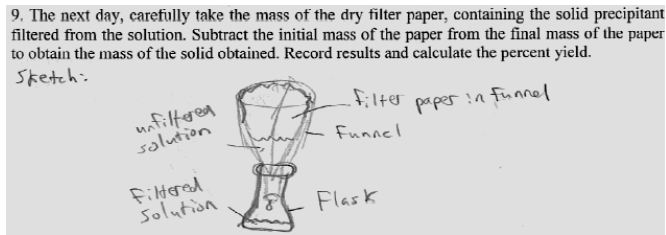 9. The next day, carefully take the mass of the dry filter paper, containing the solid precipitant
filtered from the solution. Subtract the initial mass of the paper from the final mass of the paper
to obtain the mass of the solid obtained. Record results and calculate the percent yield.
Sketch:
filter paper in funnel
unfiltered
solution
Funnel
Filtered
Solution
Flask